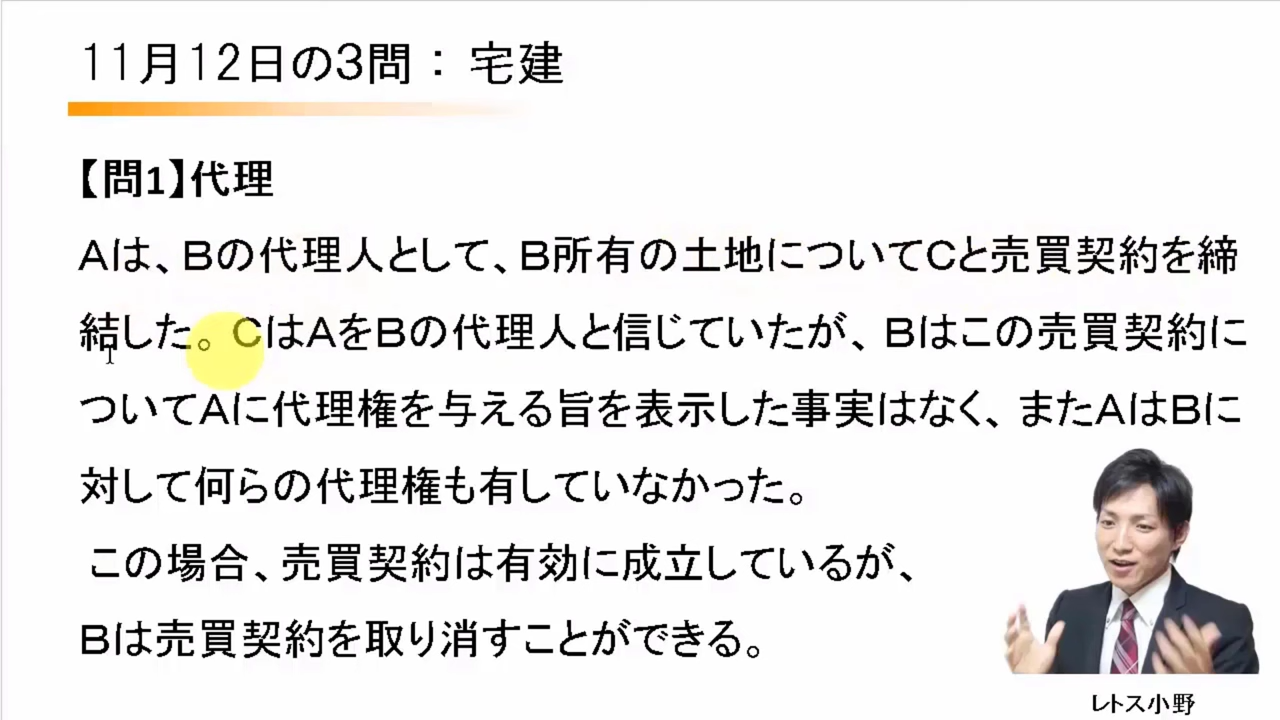 11月12日の3問： 宅建
【問1】代理
Aは、Bの代理人として、B所有の土地についてCと売買契約を締
結した。CはAをBの代理人と信じていたが、Bはこの売買契約に
ついてAに代理権を与える旨を表示した事実はなく、またAはBに
対して何らの代理権も有していなかった。
この場合、売買契約は有効に成立しているが、
Bは売買契約を取り消すことができる。
レトス小野